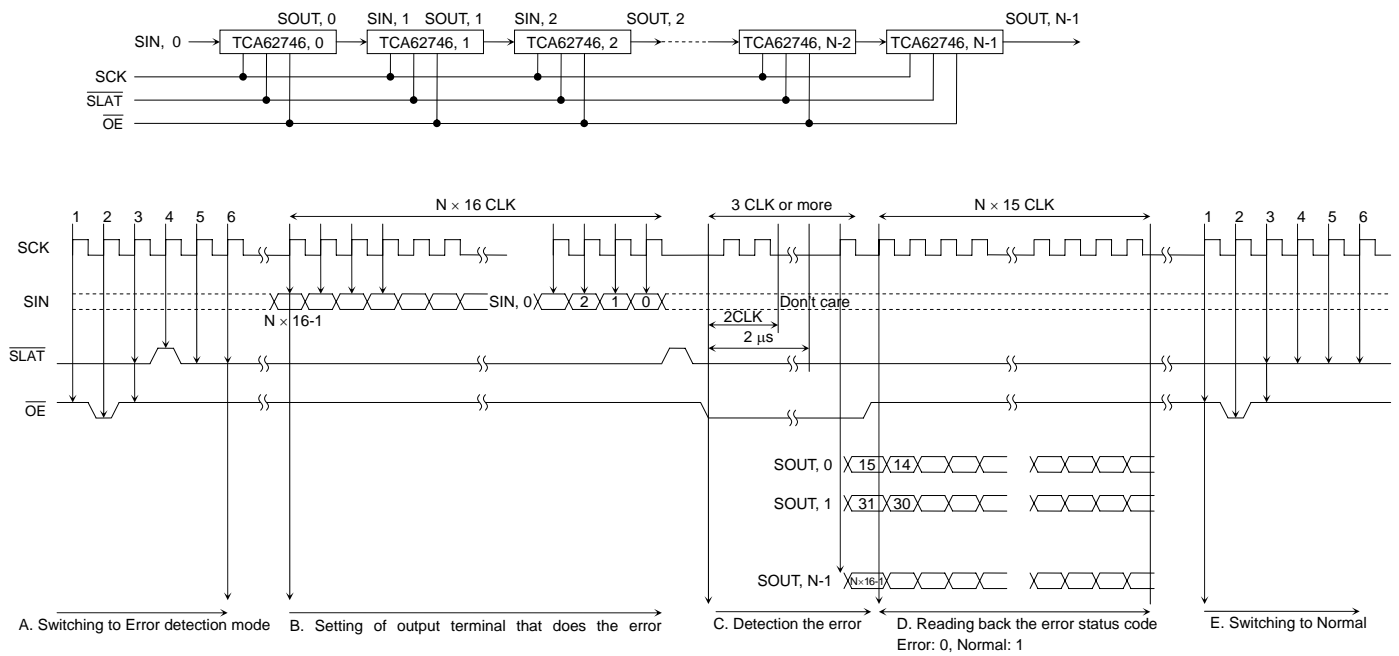 SOUT, 0 SIN, 1 SOUT, 1 SIN, 2 SOUT, 2 SOUT, N-1
SIN, 0 TCA62746, 0 TCA62746, 1 TCA62746, 2 TCA62746, N-2 TCA62746, N-1
SCK
SLAT
OE
N × 16 CLK 3 CLK or more N × 15 CLK
1 2 3 4 5 6 1 2 3 4 5 6
SCK
SIN SIN, 0 2 1 0 Don't care
N × 16-1
2CLK
2 μs
SLAT
OE
SOUT, 0 15 14
SOUT, 1 31 30
SOUT, N-1 N×16-1
A. Switching to Error detection mode B. Setting of output terminal that does the error C. Detection the error D. Reading back the error status code E. Switching to Normal
Error: 0, Normal: 1